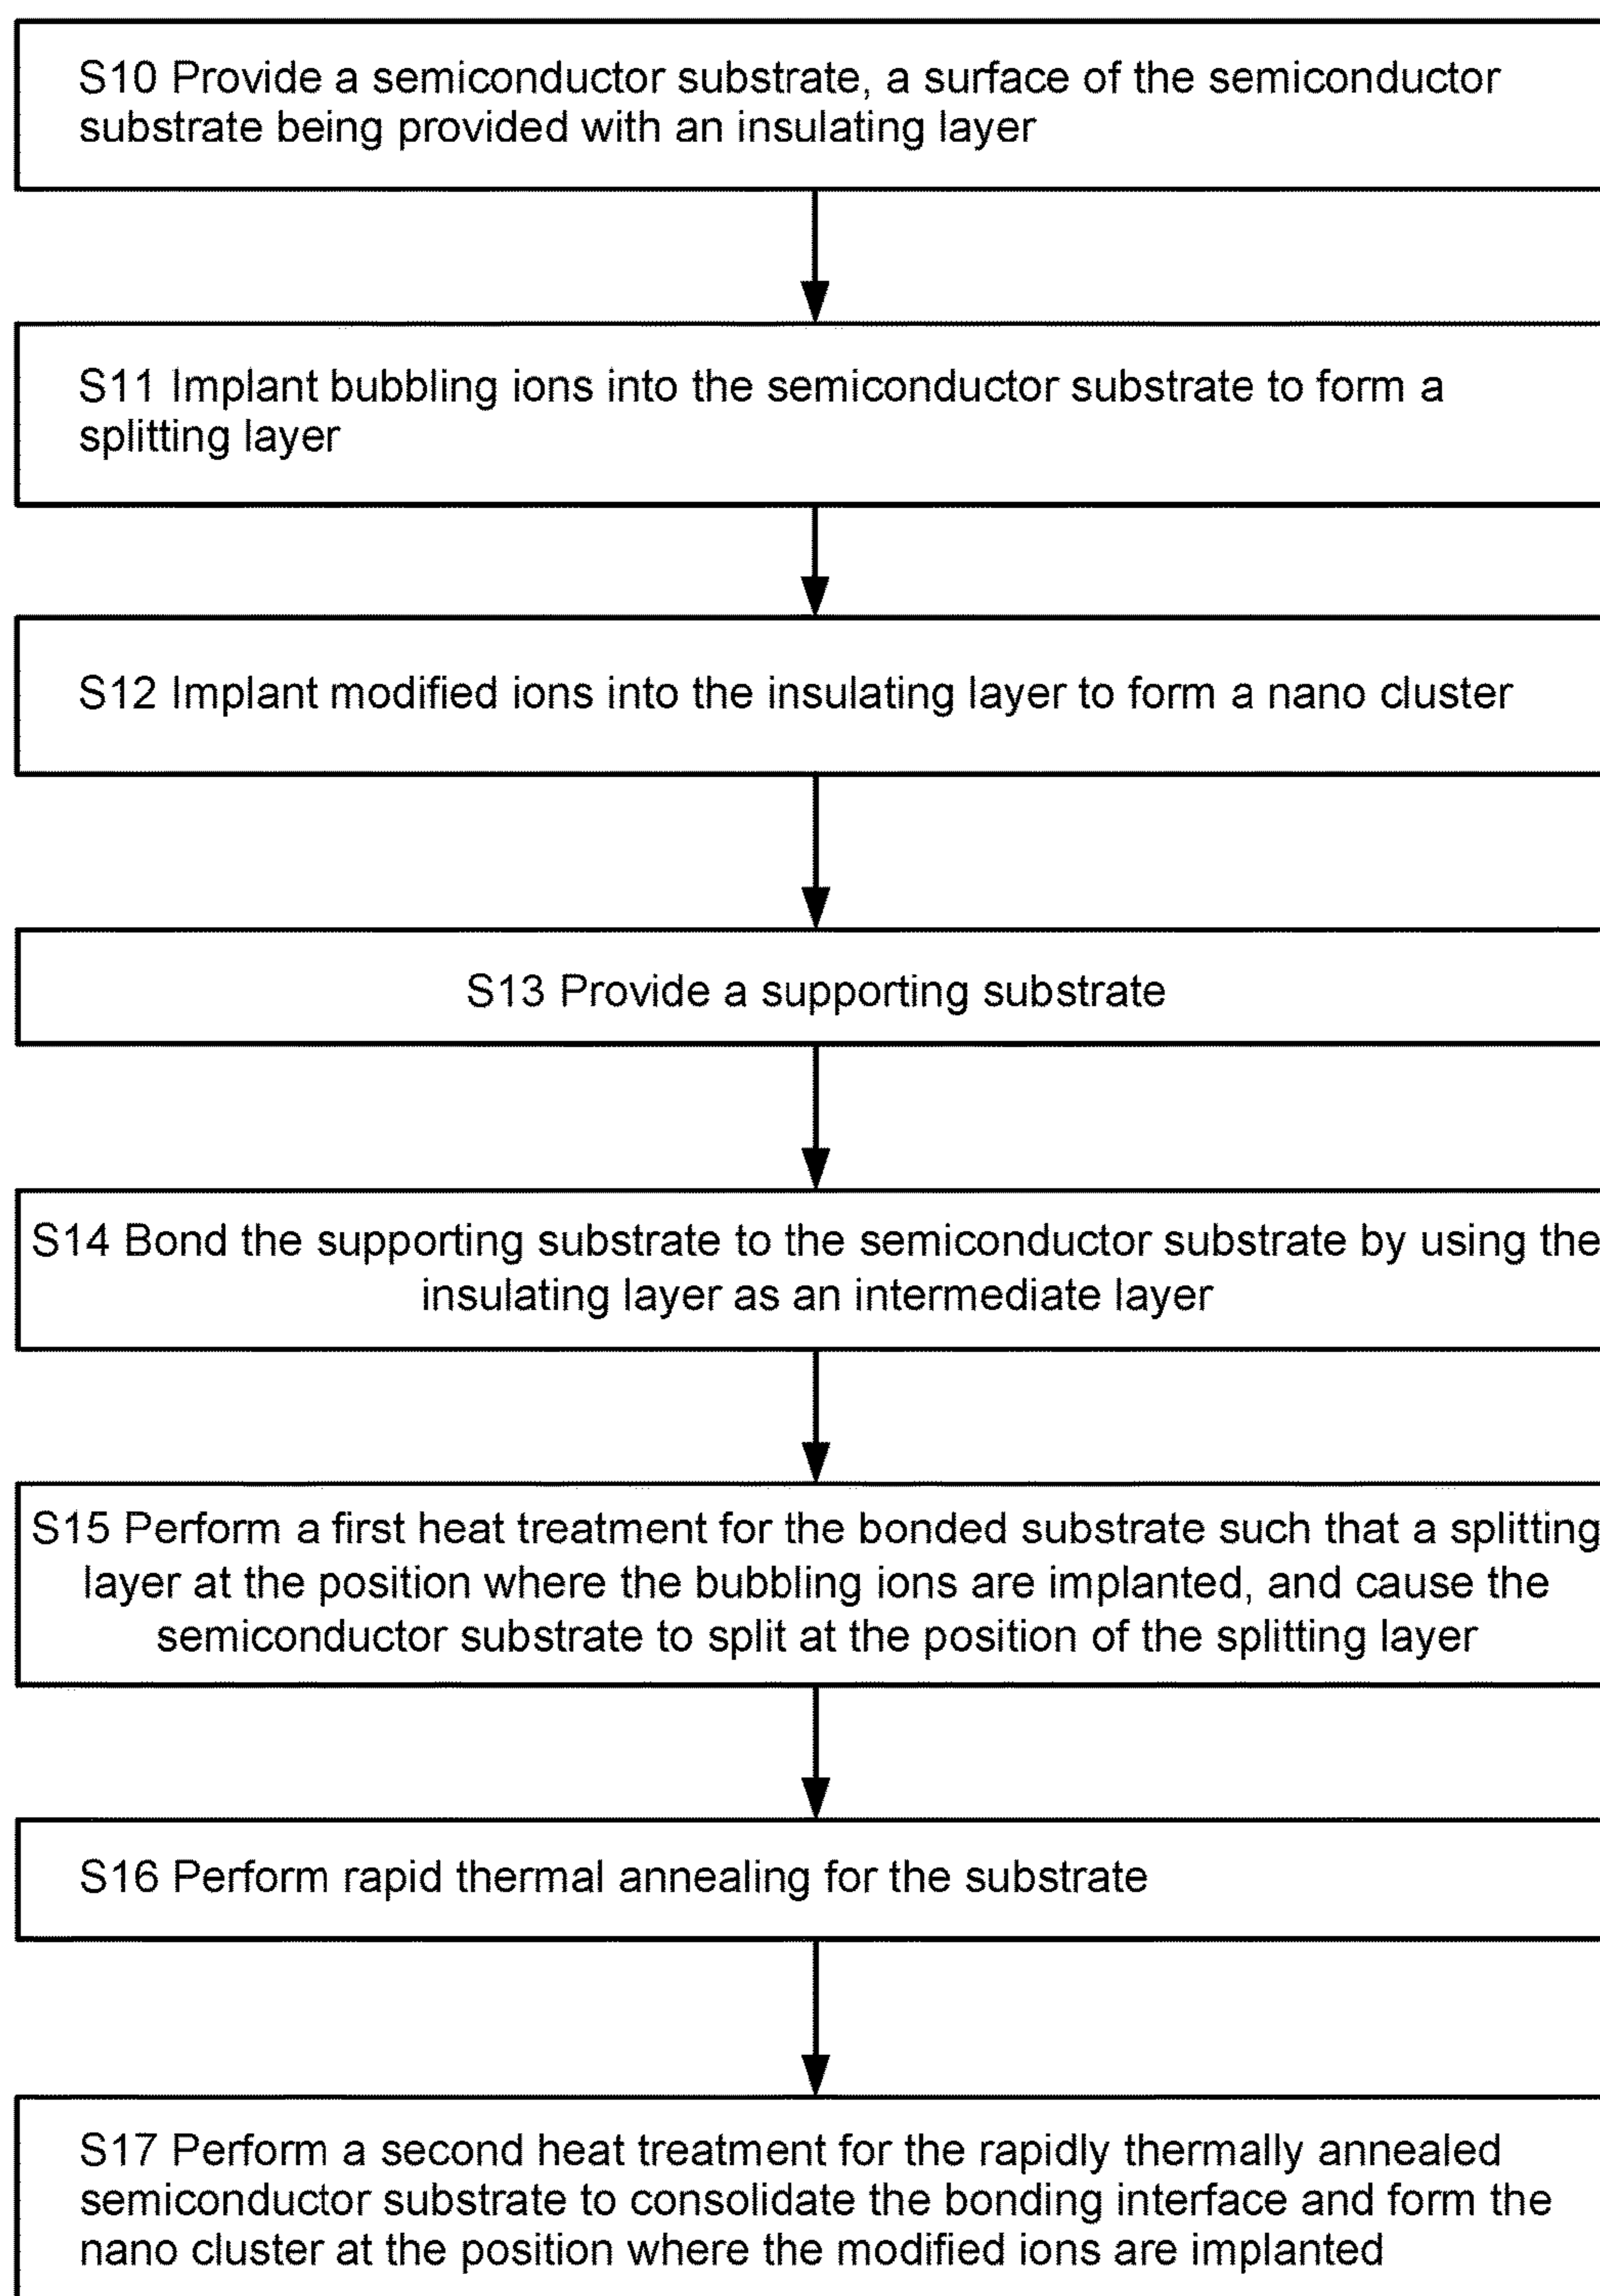 S10 Provide a semiconductor substrate, a surface of the semiconductor
substrate being provided with an insulating layer
S11 Implant bubbling ions into the semiconductor substrate to form a
splitting layer
S12 Implant modified ions into the insulating layer to form a nano cluster
S13 Provide a supporting substrate
S14 Bond the supporting substrate to the semiconductor substrate by using the
insulating layer as an intermediate layer
S15 Perform a first heat treatment for the bonded substrate such that a splitting
layer at the position where the bubbling ions are implanted, and cause the
semiconductor substrate to split at the position of the splitting layer
S16 Perform rapid thermal annealing for the substrate
S17 Perform a second heat treatment for the rapidly thermally annealed
semiconductor substrate to consolidate the bonding interface and form the
nano cluster at the position where the modified ions are implanted